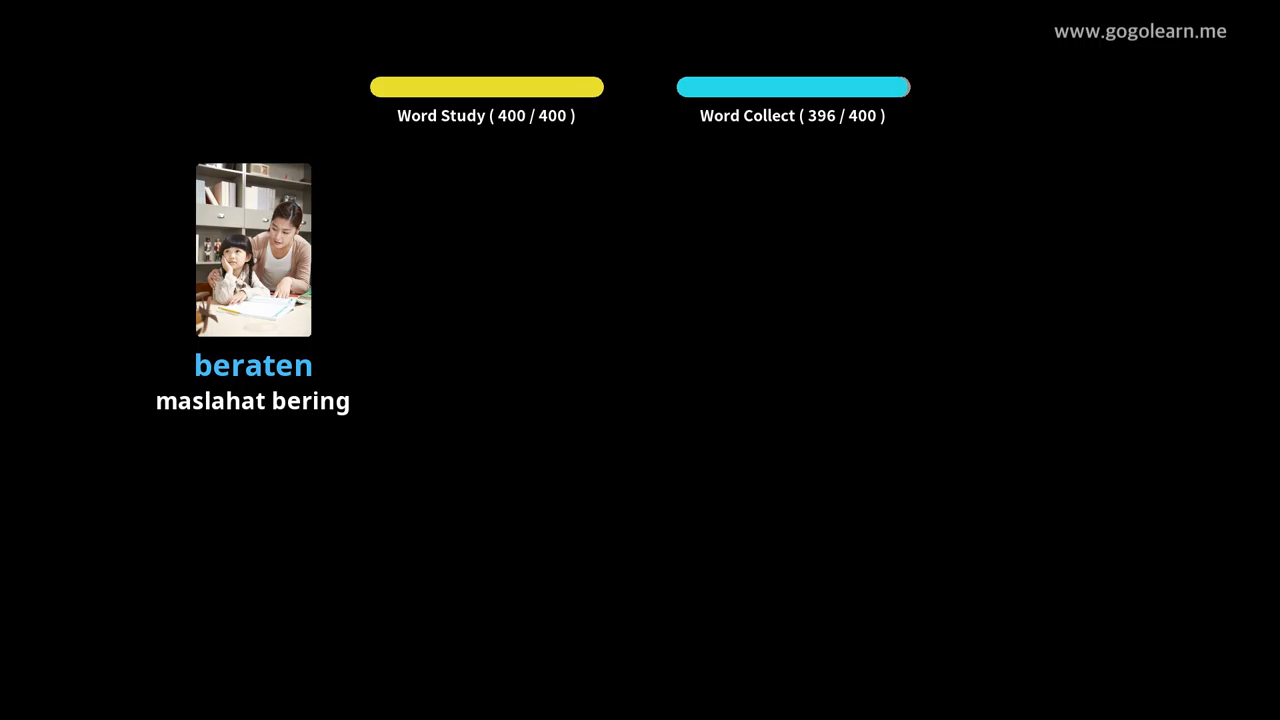 www.gogolearn.me
Word Study ( 400 / 400 )
Word Collect ( 396 / 400 )
beraten
maslahat bering